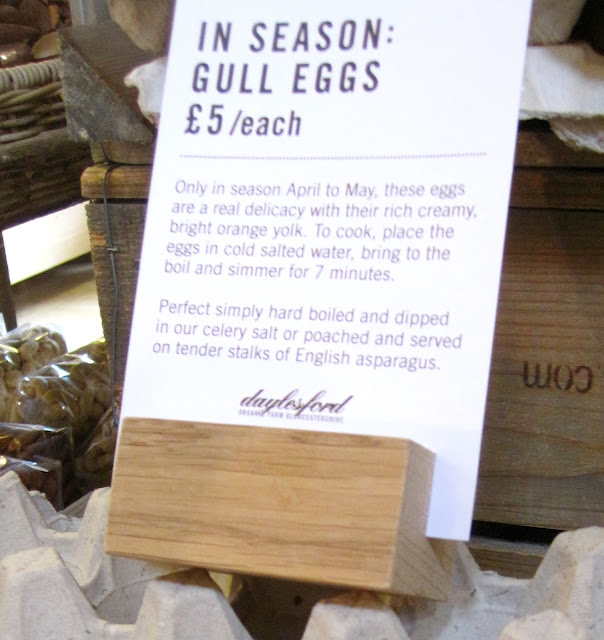 IN SEASON:
GULL EGGS
£5/each
Only in season April to May, these eggs
are a real delicacy with their rich creamy,
bright orange yolk. To cook, place the
eggs in cold salted water, bring to the
boil and simmer for 7 minutes.
Perfect simply hard boiled and dipped
in our celery salt or poached and served
on tender stalks of English asparagus.
daylesford
ORGANIC FARM GLOUCESTERSHIRE
com